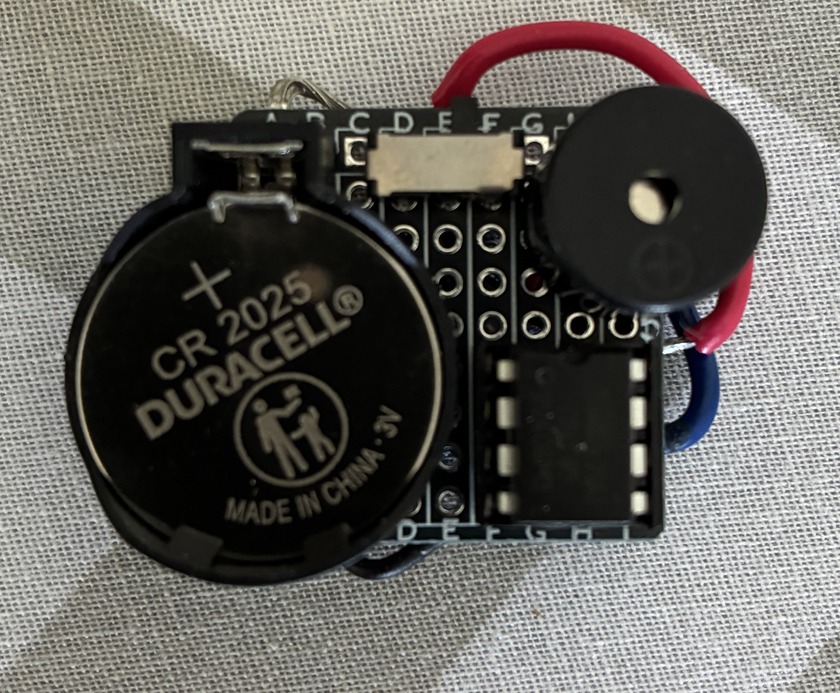 A B C D E F G
+
CR 2025
DURACELL®
MADE IN CHINA · 3V
+
D E F G H I